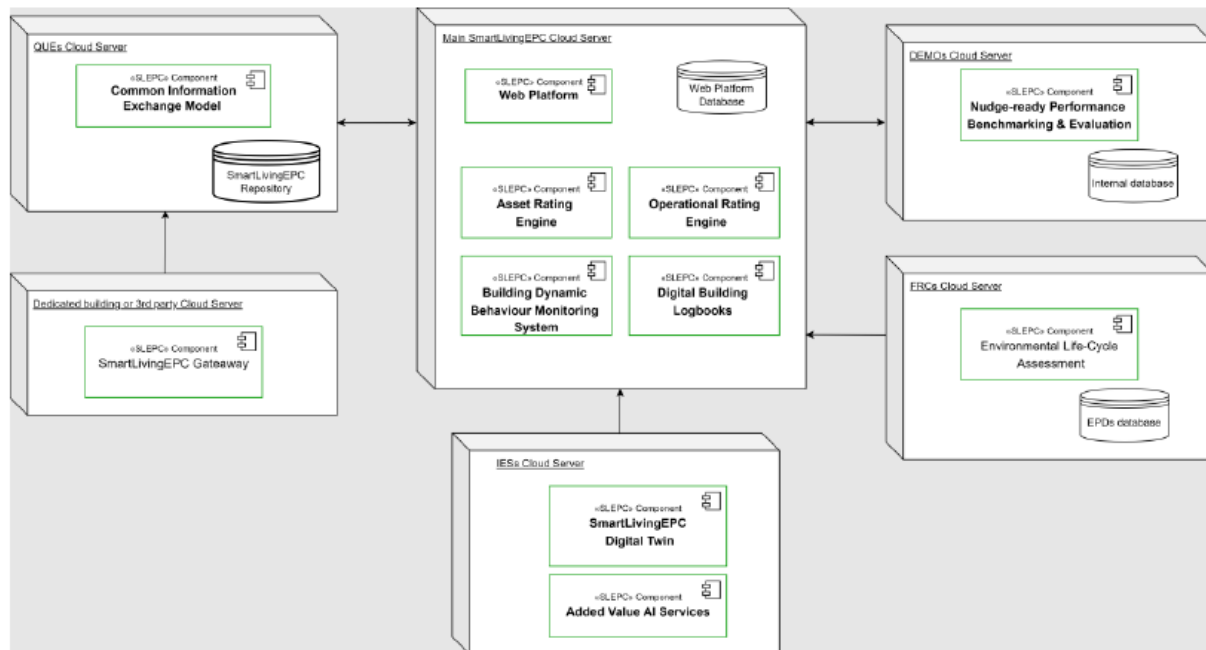 QUEs Cloud Server
«SLEPC» Component
Common Information
Exchange Model
SmartLivingEPC
Repository
Main SmartLivingEPC Cloud Server
«SLEPC» Component
Web Platform
Web Platform
Database
«SLEPC» Component
Asset Rating
Engine
«SLEPC» Component
Operational Rating
Engine
«SLEPC» Component
Building Dynamic
Behaviour Monitoring
System
«SLEPC» Component
Digital Building
Logbooks
DEMOs Cloud Server
«SLEPC» Component
Nudge-ready Performance
Benchmarking & Evaluation
Internal database
Dedicated building or 3rd party Cloud Server
«SLEPC» Component
SmartLivingEPC Gateaway
FRCs Cloud Server
«SLEPC» Component
Environmental Life-Cycle
Assessment
EPDs database
IESs Cloud Server
«SLEPC» Component
SmartLivingEPC
Digital Twin
«SLEPC» Component
Added Value AI Services